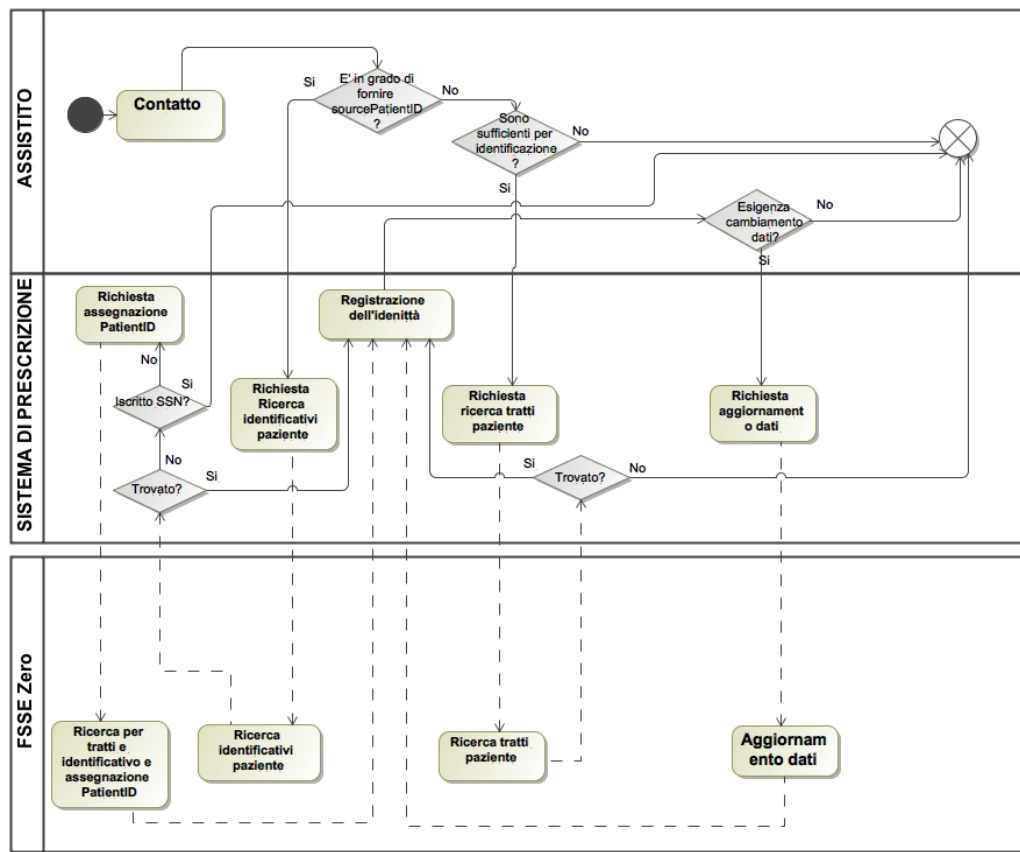 ASSISTITO
Contatto
Si
E' in grado di
fornire
sourcePatientID
?
No
Sono
sufficienti per
identificazione
?
No
Si
Esigenza
cambiamento
dati?
No
Si
SISTEMA DI PRESCRIZIONE
Richiesta
assegnazione
PatientID
No
Iscritto SSN?
Si
No
Trovato?
Si
Richiesta
Ricerca
identificativi
paziente
Registrazione
dell'idenittà
Richiesta
ricerca tratti
paziente
Si
Trovato?
No
Richiesta
aggiornament
o dati
FSSE Zero
Ricerca per
tratti e
identificativo e
assegnazione
PatientID
Ricerca
identificativi
paziente
Ricerca tratti
paziente
Aggiornam
ento dati